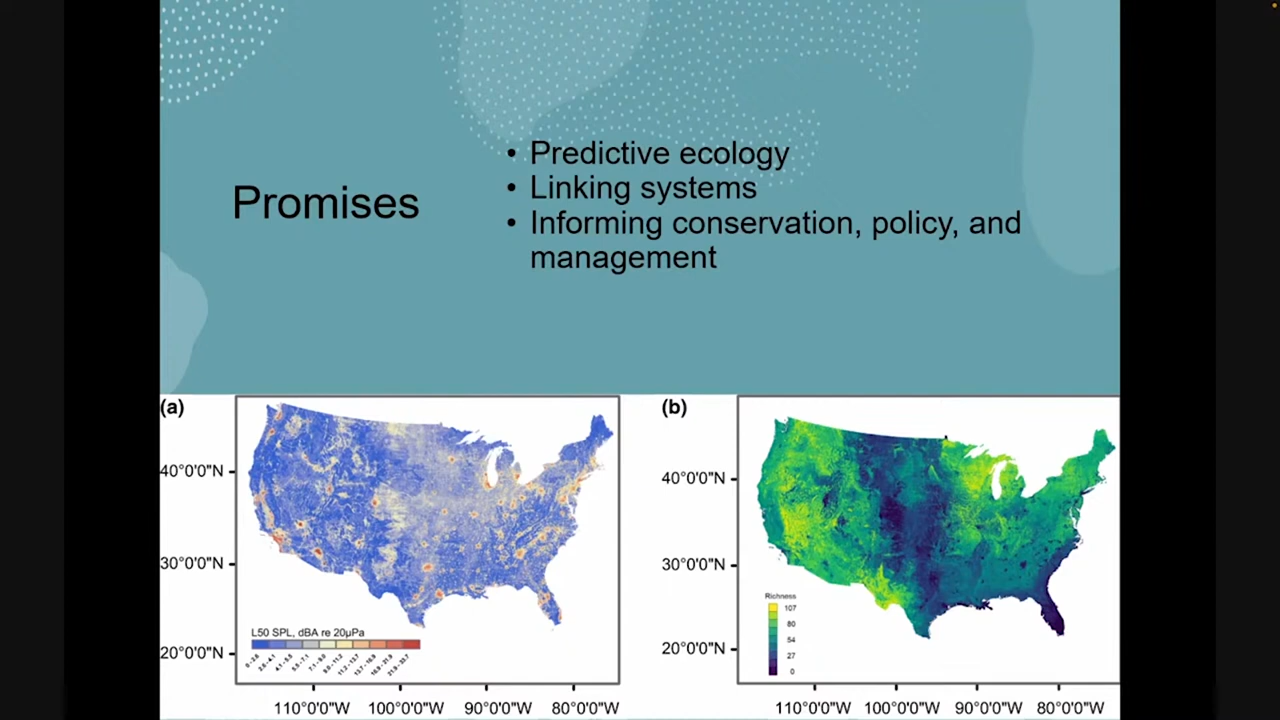 Promises
• Predictive ecology
• Linking systems
• Informing conservation, policy, and
management
(a)
40°0'0"N
30°0'0"N
20°0'0"N
L50 SPL, dBA re 20µPa
110°0'0"W 100°0'0"W 90°0'0"W 80°0'0"W
(b)
40°0'0"N
30°0'0"N
20°0'0"N
Richness
107
80
54
27
0
110°0'0"W 100°0'0"W 90°0'0"W 80°0'0"W